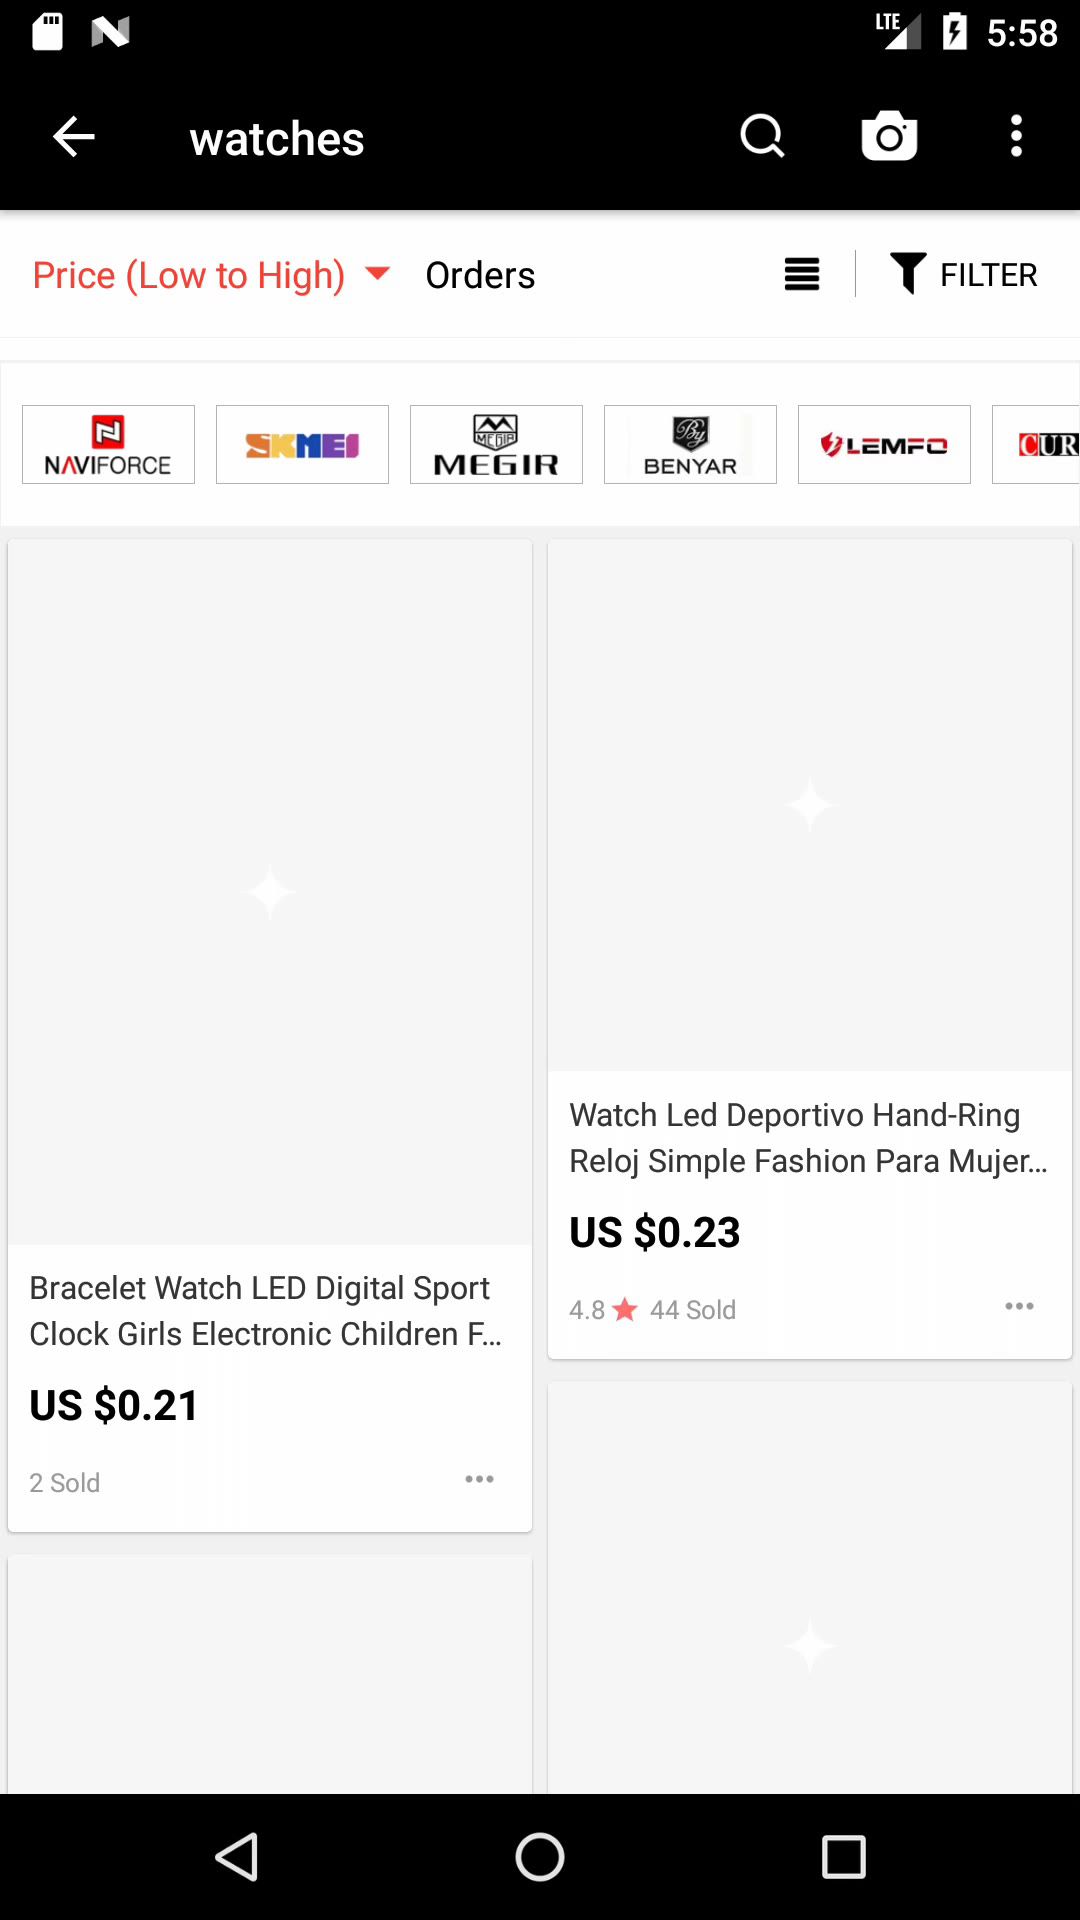 LTE 5:58
watches
Price (Low to High) Orders FILTER
NAVIFORCE
SKMEI
MEGIR
MEGIR
By
BENYAR
LEMFO
CUR
Watch Led Deportivo Hand-Ring
Reloj Simple Fashion Para Mujer...
US $0.23
4.8 44 Sold
Bracelet Watch LED Digital Sport
Clock Girls Electronic Children F...
US $0.21
2 Sold